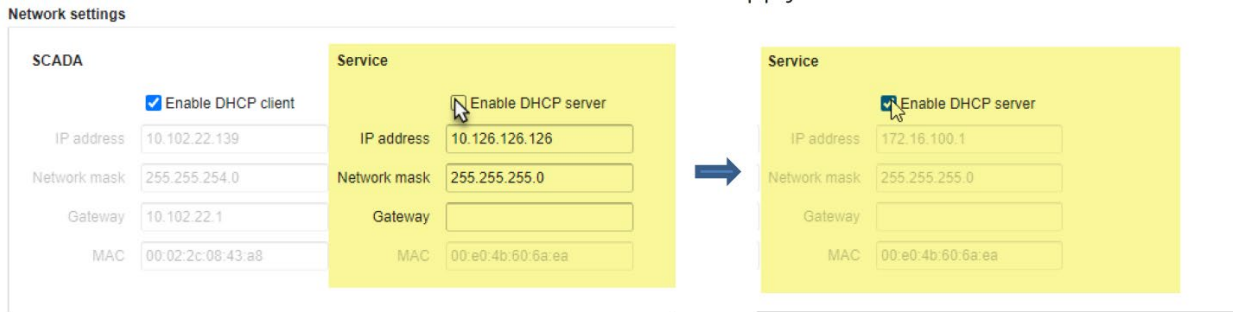 Network settings
SCADA
Enable DHCP client
IP address 10.102.22.139
Network mask 255.255.254.0
Gateway 10.102.22.1
MAC 00:02:2c:08:43:a8
Service
Enable DHCP server
IP address 10.126.126.126
Network mask 255.255.255.0
Gateway
MAC 00:e0:4b:60:6a:ea
Service
Enable DHCP server
IP address 172.16.100.1
Network mask 255.255.255.0
Gateway
MAC 00:e0:4b:60:6a:ea